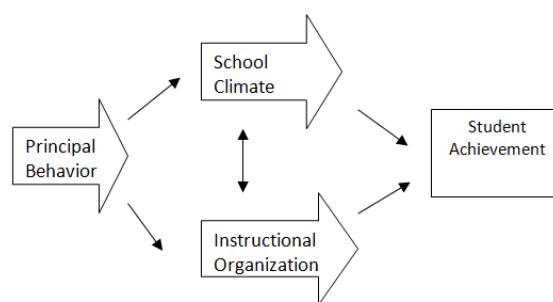 School
Climate
Principal
Behavior
Student
Achievement
Instructional
Organization